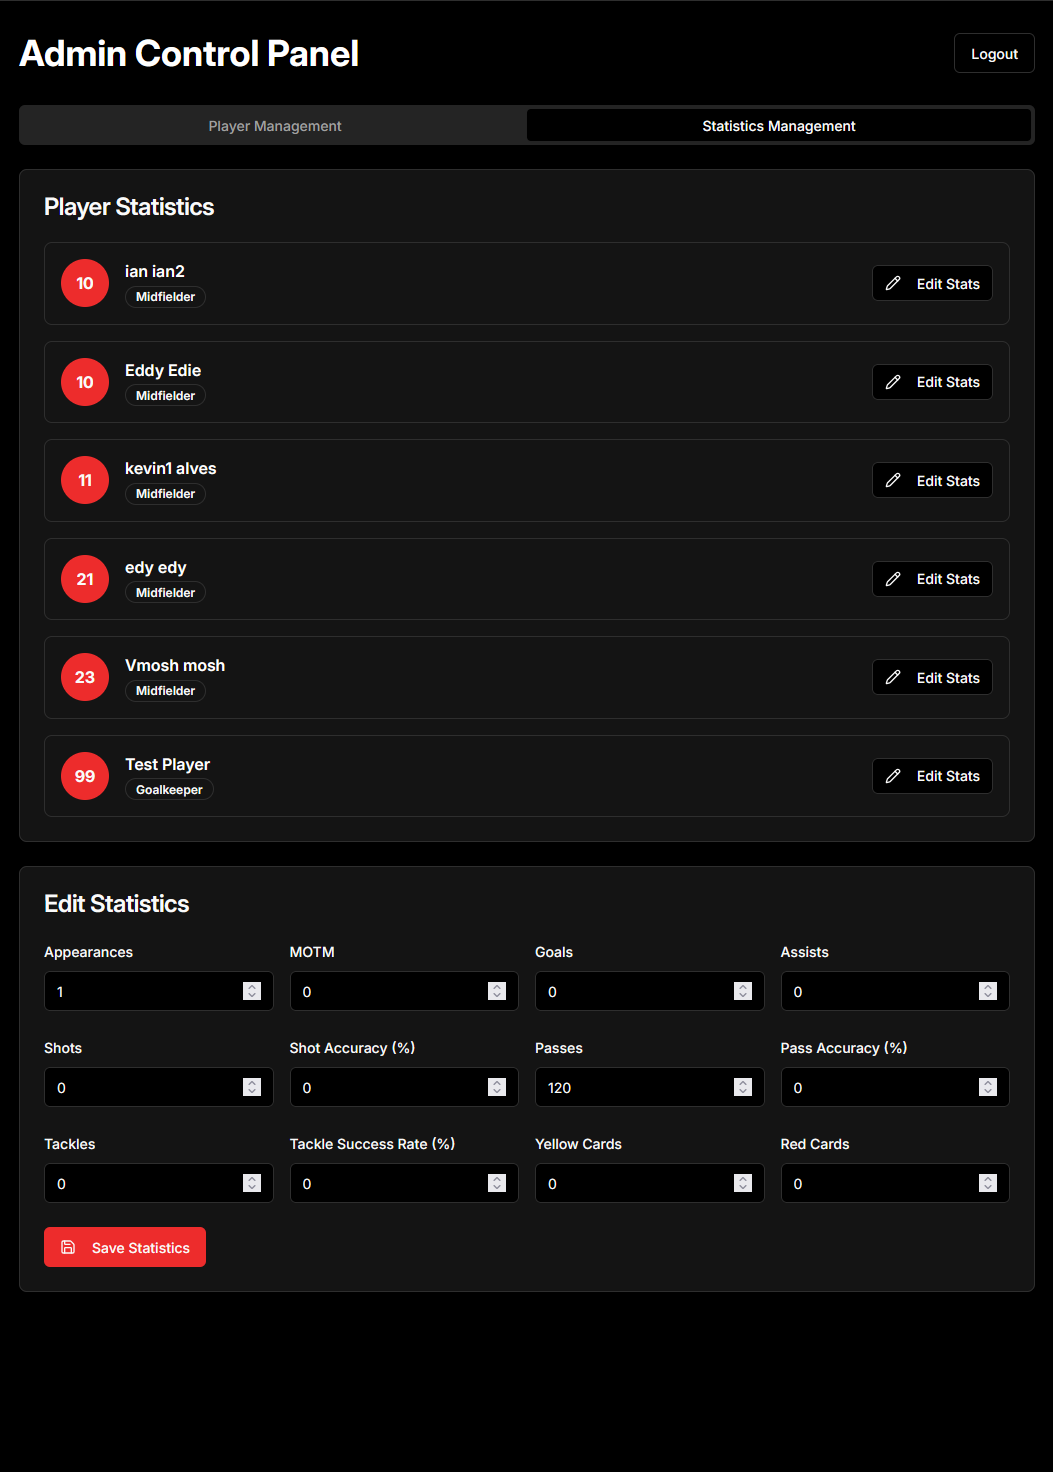 Admin Control Panel
Logout
Player Management
Statistics Management
Player Statistics
10
ian ian2
Midfielder
Edit Stats
10
Eddy Edie
Midfielder
Edit Stats
11
kevin1 alves
Midfielder
Edit Stats
21
edy edy
Midfielder
Edit Stats
23
Vmosh mosh
Midfielder
Edit Stats
99
Test Player
Goalkeeper
Edit Stats
Edit Statistics
Appearances
MOTM
Goals
Assists
1
0
0
0
Shots
Shot Accuracy (%)
Passes
Pass Accuracy (%)
0
0
120
0
Tackles
Tackle Success Rate (%)
Yellow Cards
Red Cards
0
0
0
0
Save Statistics